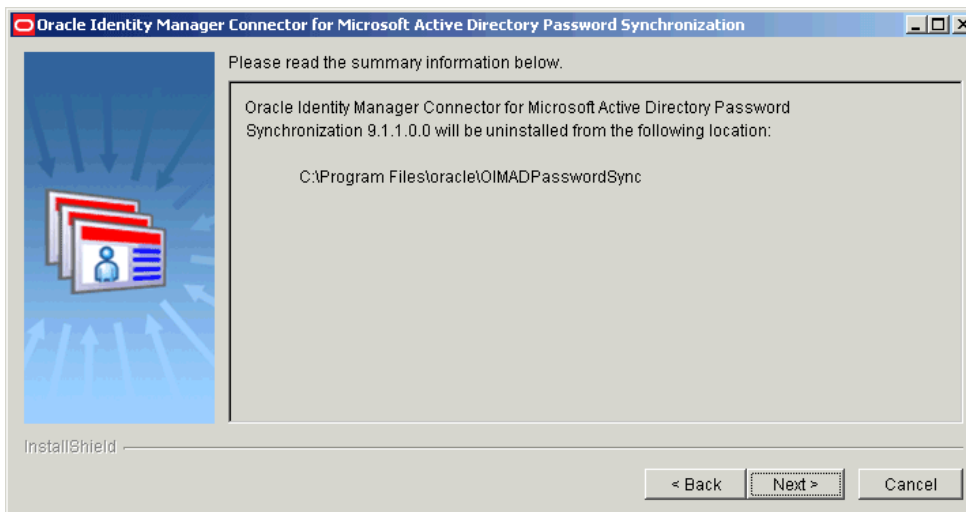 Oracle Identity Manager Connector for Microsoft Active Directory Password Synchronization
Please read the summary information below.
Oracle Identity Manager Connector for Microsoft Active Directory Password
Synchronization 9.1.1.0.0 will be uninstalled from the following location:
C:\Program Files\oracle\OIMADPasswordSync
InstallShield
< Back
Next >
Cancel